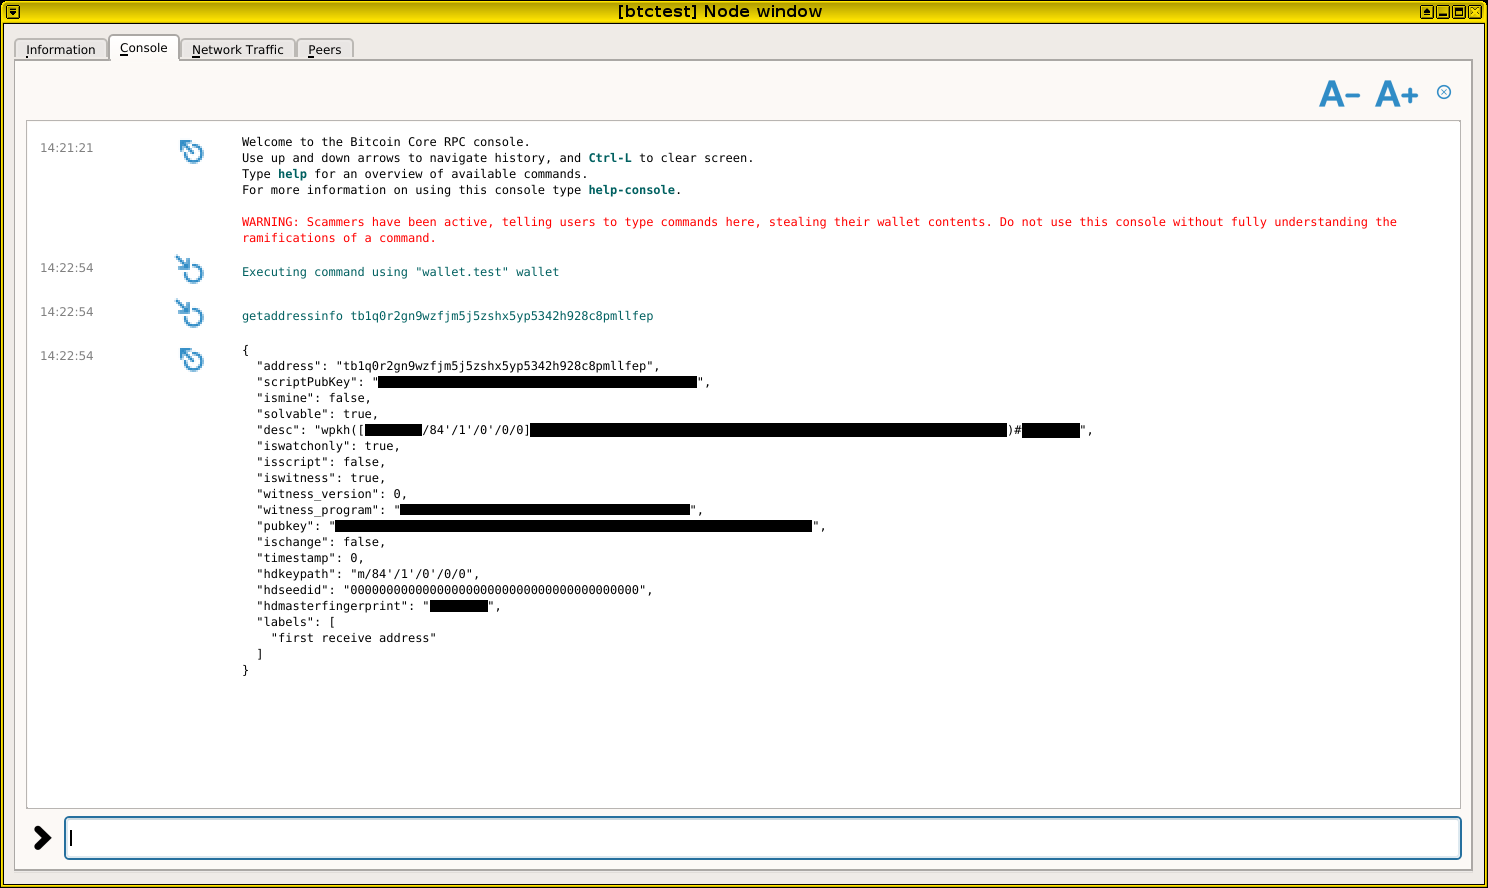 [btctest] Node window
Information Console Network Traffic Peers
A- A+
14:21:21 Welcome to the Bitcoin Core RPC console.
Use up and down arrows to navigate history, and Ctrl-L to clear screen.
Type help for an overview of available commands.
For more information on using this console type help-console.
WARNING: Scammers have been active, telling users to type commands here, stealing their wallet contents. Do not use this console without fully understanding the
ramifications of a command.
14:22:54 Executing command using "wallet.test" wallet
14:22:54 getaddressinfo tb1q0r2gn9wzfjm5j5zshx5yp5342h928c8pmllfep
14:22:54 {
"address": "tb1q0r2gn9wzfjm5j5zshx5yp5342h928c8pmllfep",
"scriptPubKey": "",
"ismine": false,
"solvable": true,
"desc": "wpkh([/84'/1'/0'/0/0])#",
"iswatchonly": true,
"isscript": false,
"iswitness": true,
"witness_version": 0,
"witness_program": "",
"pubkey": "",
"ischange": false,
"timestamp": 0,
"hdkeypath": "m/84'/1'/0'/0/0",
"hdseedid": "0000000000000000000000000000000000000000",
"hdmasterfingerprint": "",
"labels": [
"first receive address"
]
}